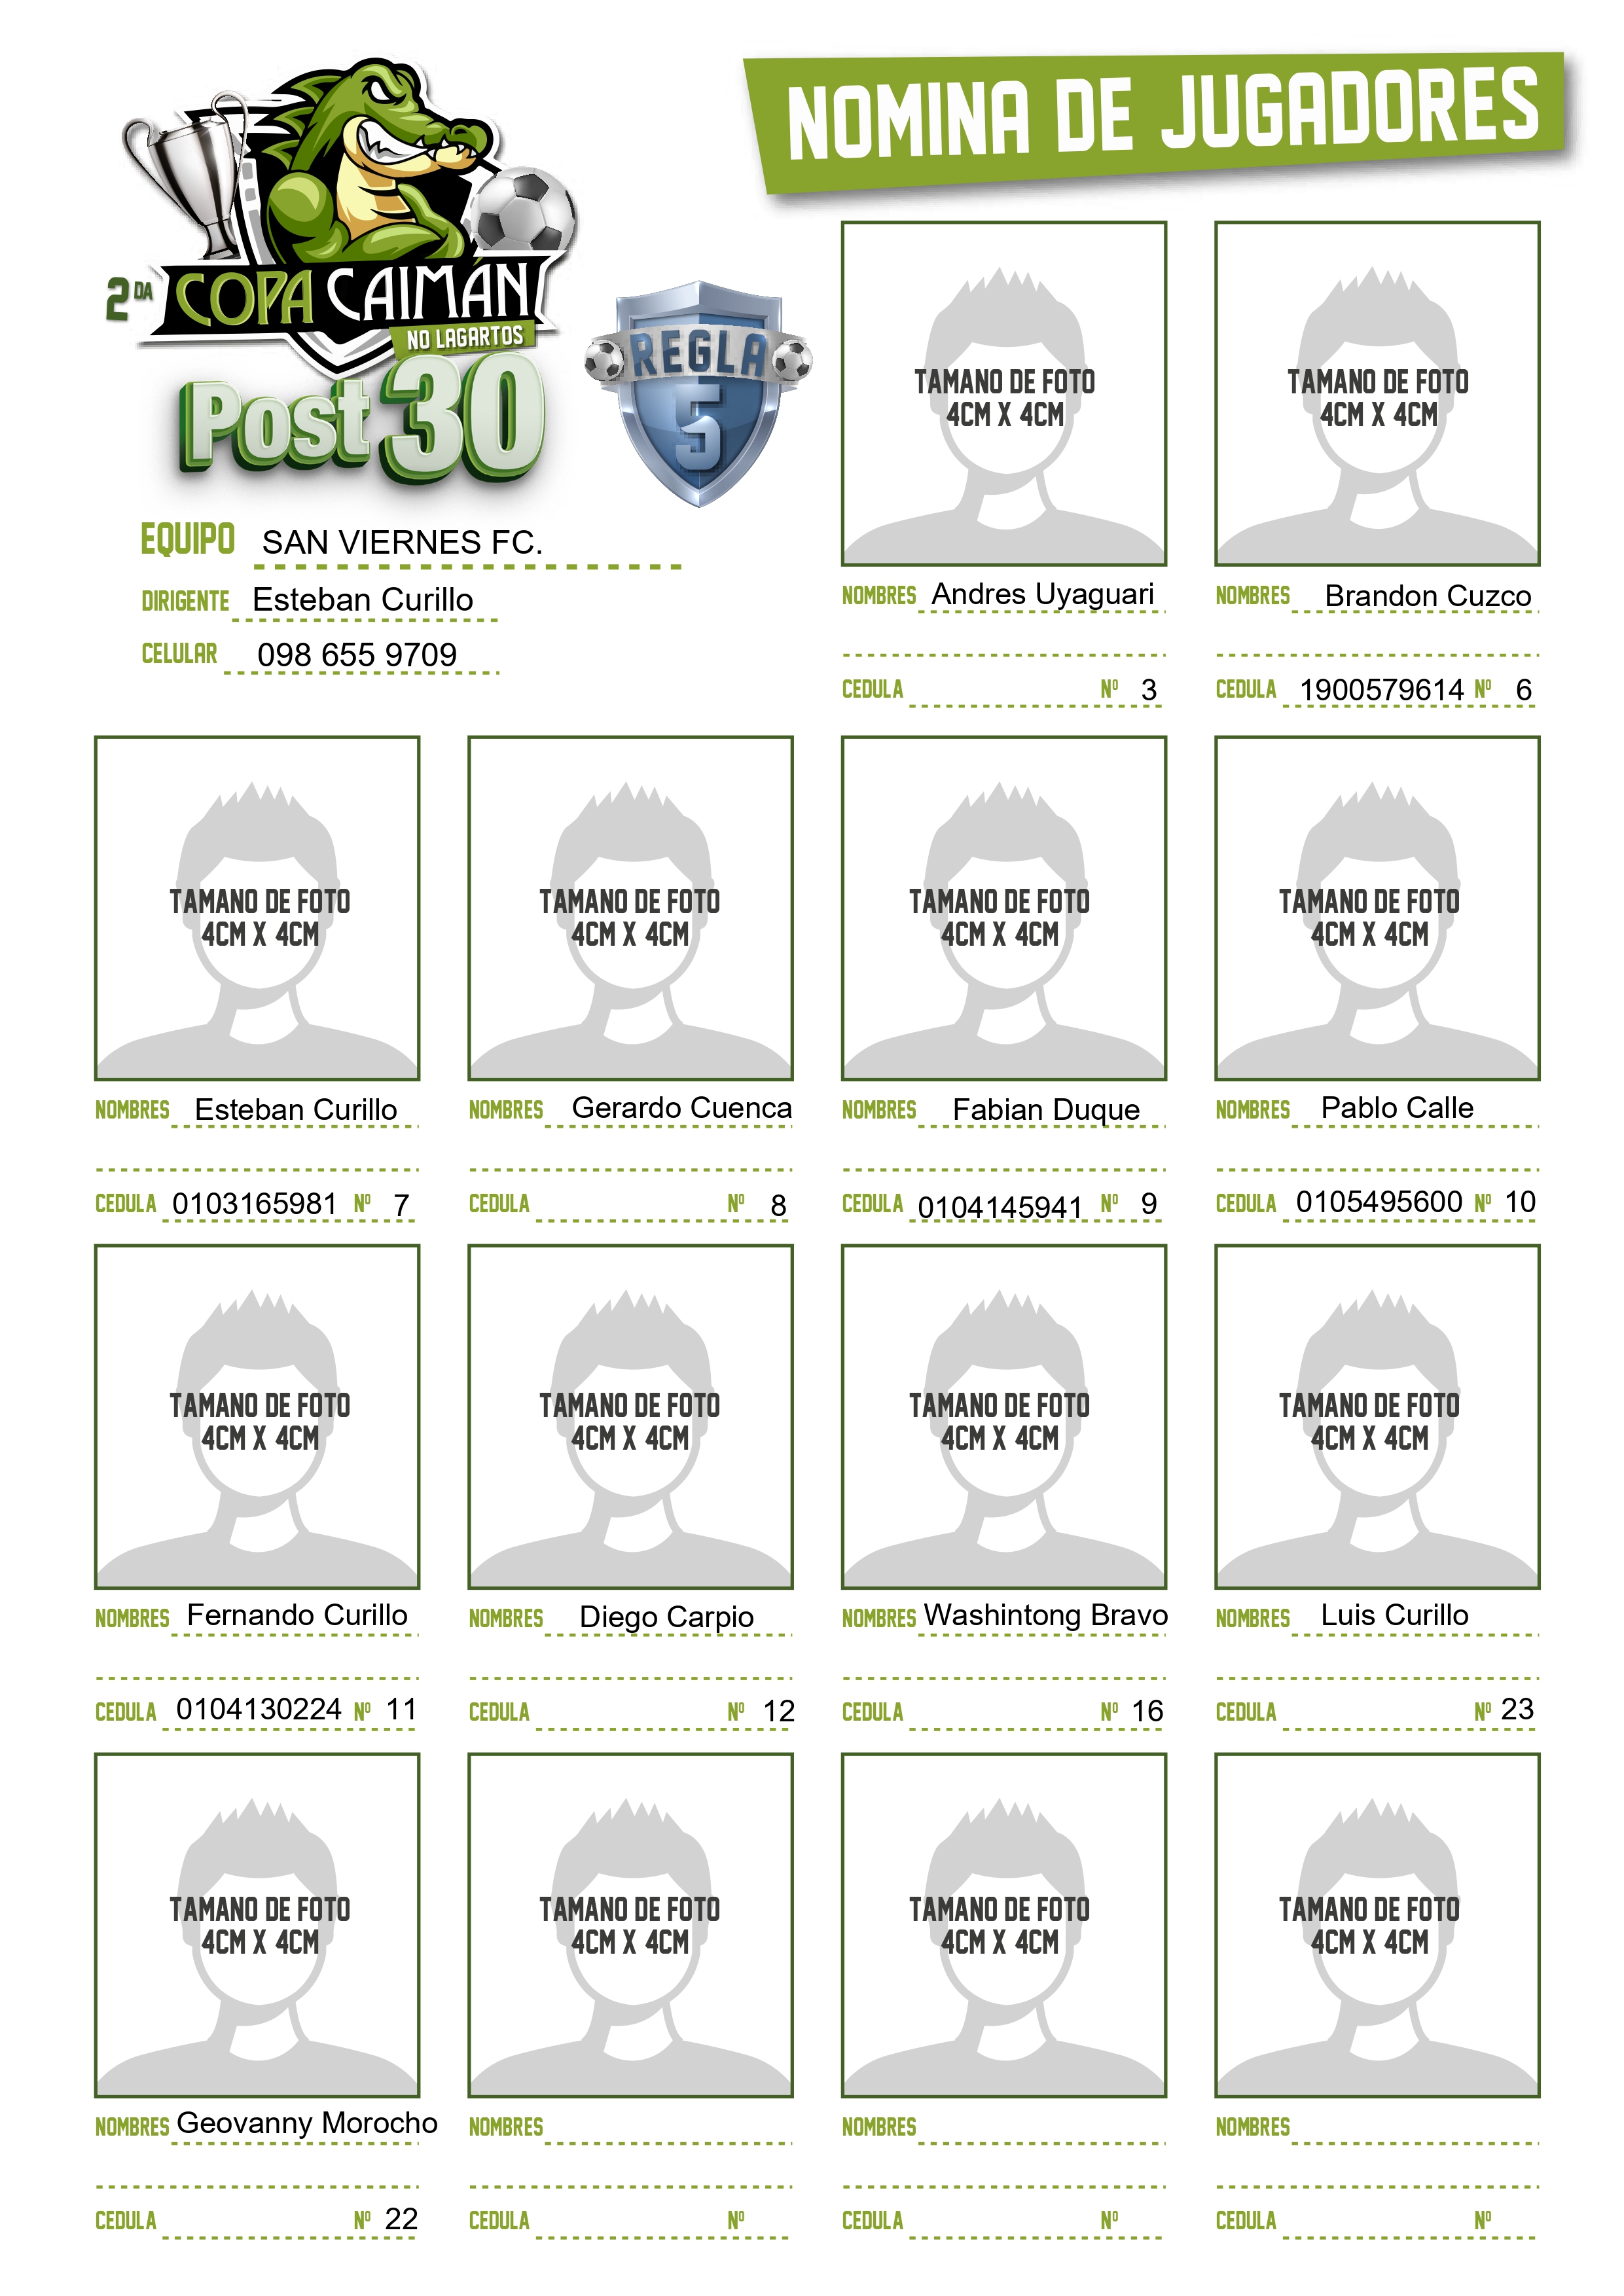 NOMINA DE JUGADORES
2DA COPA CAIMAN
NO LAGARTOS
Post 30
REGLA
5
EQUIPO SAN VIERNES FC.
DIRIGENTE Esteban Curillo
CELULAR 098 655 9709
TAMANO DE FOTO
4CM X 4CM
NOMBRES Andres Uyaguari
CEDULA Nº 3
TAMANO DE FOTO
4CM X 4CM
NOMBRES Brandon Cuzco
CEDULA 1900579614 Nº 6
TAMANO DE FOTO
4CM X 4CM
NOMBRES Esteban Curillo
CEDULA 0103165981 Nº 7
TAMANO DE FOTO
4CM X 4CM
NOMBRES Gerardo Cuenca
CEDULA Nº 8
TAMANO DE FOTO
4CM X 4CM
NOMBRES Fabian Duque
CEDULA 0104145941 Nº 9
TAMANO DE FOTO
4CM X 4CM
NOMBRES Pablo Calle
CEDULA 0105495600 Nº 10
TAMANO DE FOTO
4CM X 4CM
NOMBRES Fernando Curillo
CEDULA 0104130224 Nº 11
TAMANO DE FOTO
4CM X 4CM
NOMBRES Diego Carpio
CEDULA Nº 12
TAMANO DE FOTO
4CM X 4CM
NOMBRES Washintong Bravo
CEDULA Nº 16
TAMANO DE FOTO
4CM X 4CM
NOMBRES Luis Curillo
CEDULA Nº 23
TAMANO DE FOTO
4CM X 4CM
NOMBRES Geovanny Morocho
CEDULA Nº 22
TAMANO DE FOTO
4CM X 4CM
NOMBRES
CEDULA Nº
TAMANO DE FOTO
4CM X 4CM
NOMBRES
CEDULA Nº
TAMANO DE FOTO
4CM X 4CM
NOMBRES
CEDULA Nº